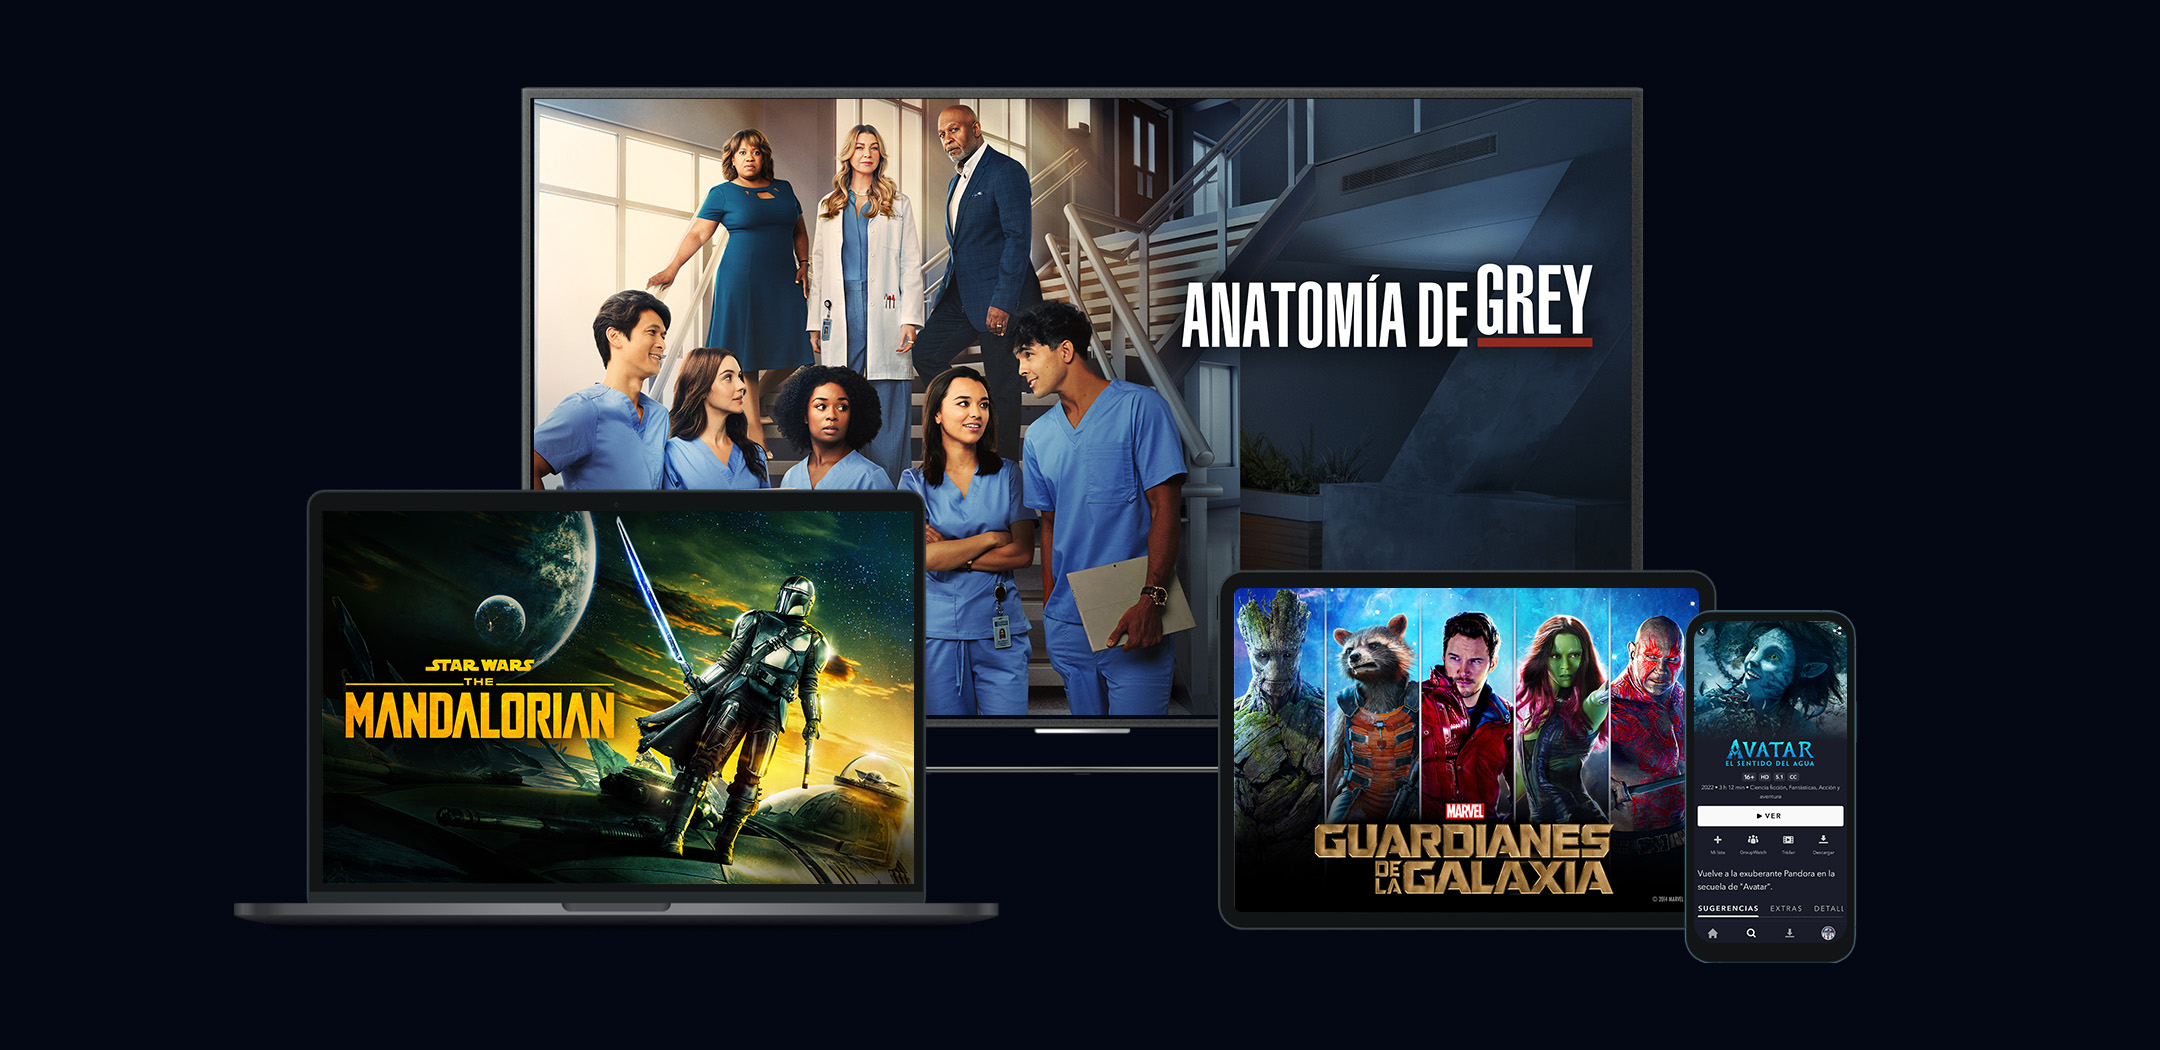 ANATOMÍA DE GREY
STAR WARS
THE
MANDALORIAN
MARVEL
GUARDIANES
DE LA GALAXIA
© 2014 MARVEL
AVATAR
EL SENTIDO DEL AGUA
16+ HD 5.1 CC
2022 • 3 h 12 min • Ciencia ficción, Fantásticas, Acción y
aventura
VER
Mi lista GroupWatch Tráiler Descargar
Vuelve a la exuberante Pandora en la
secuela de "Avatar".
SUGERENCIAS EXTRAS DETALL